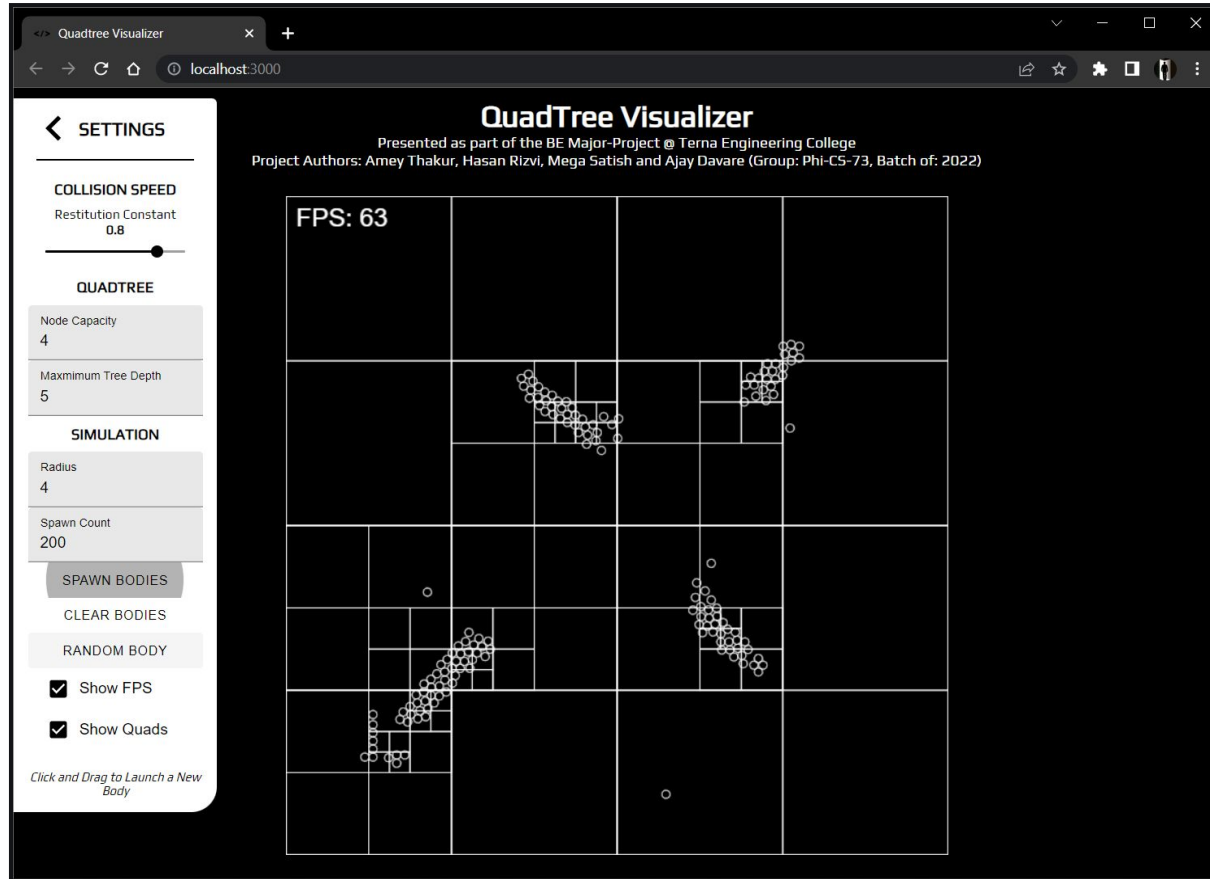 </> Quadtree Visualizer
localhost:3000
SETTINGS
COLLISION SPEED
Restitution Constant
0.8
QUADTREE
Node Capacity
4
Maxmimum Tree Depth
5
SIMULATION
Radius
4
Spawn Count
200
SPAWN BODIES
CLEAR BODIES
RANDOM BODY
Show FPS
Show Quads
Click and Drag to Launch a New
Body
QuadTree Visualizer
Presented as part of the BE Major-Project @ Terna Engineering College
Project Authors: Amey Thakur, Hasan Rizvi, Mega Satish and Ajay Davare (Group: Phi-CS-73, Batch of: 2022)
FPS: 63